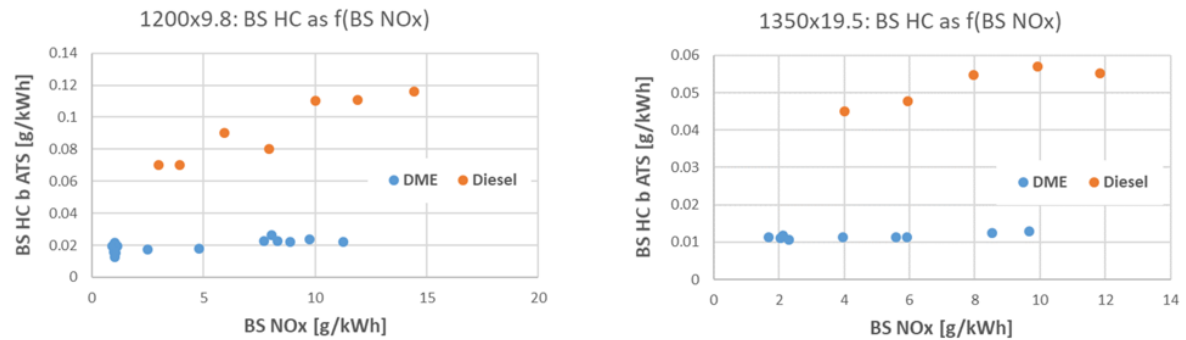 1200x9.8: BS HC as f(BS NOx)
BS HC b ATS [g/kWh]
0.14
0.12
0.1
0.08
0.06
0.04
0.02
0
DME Diesel
0 5 10 15 20
BS NOx [g/kWh]
1350x19.5: BS HC as f(BS NOx)
BS HC b ATS [g/kWh]
0.06
0.05
0.04
0.03
0.02
0.01
0
DME Diesel
0 2 4 6 8 10 12 14
BS NOx [g/kWh]